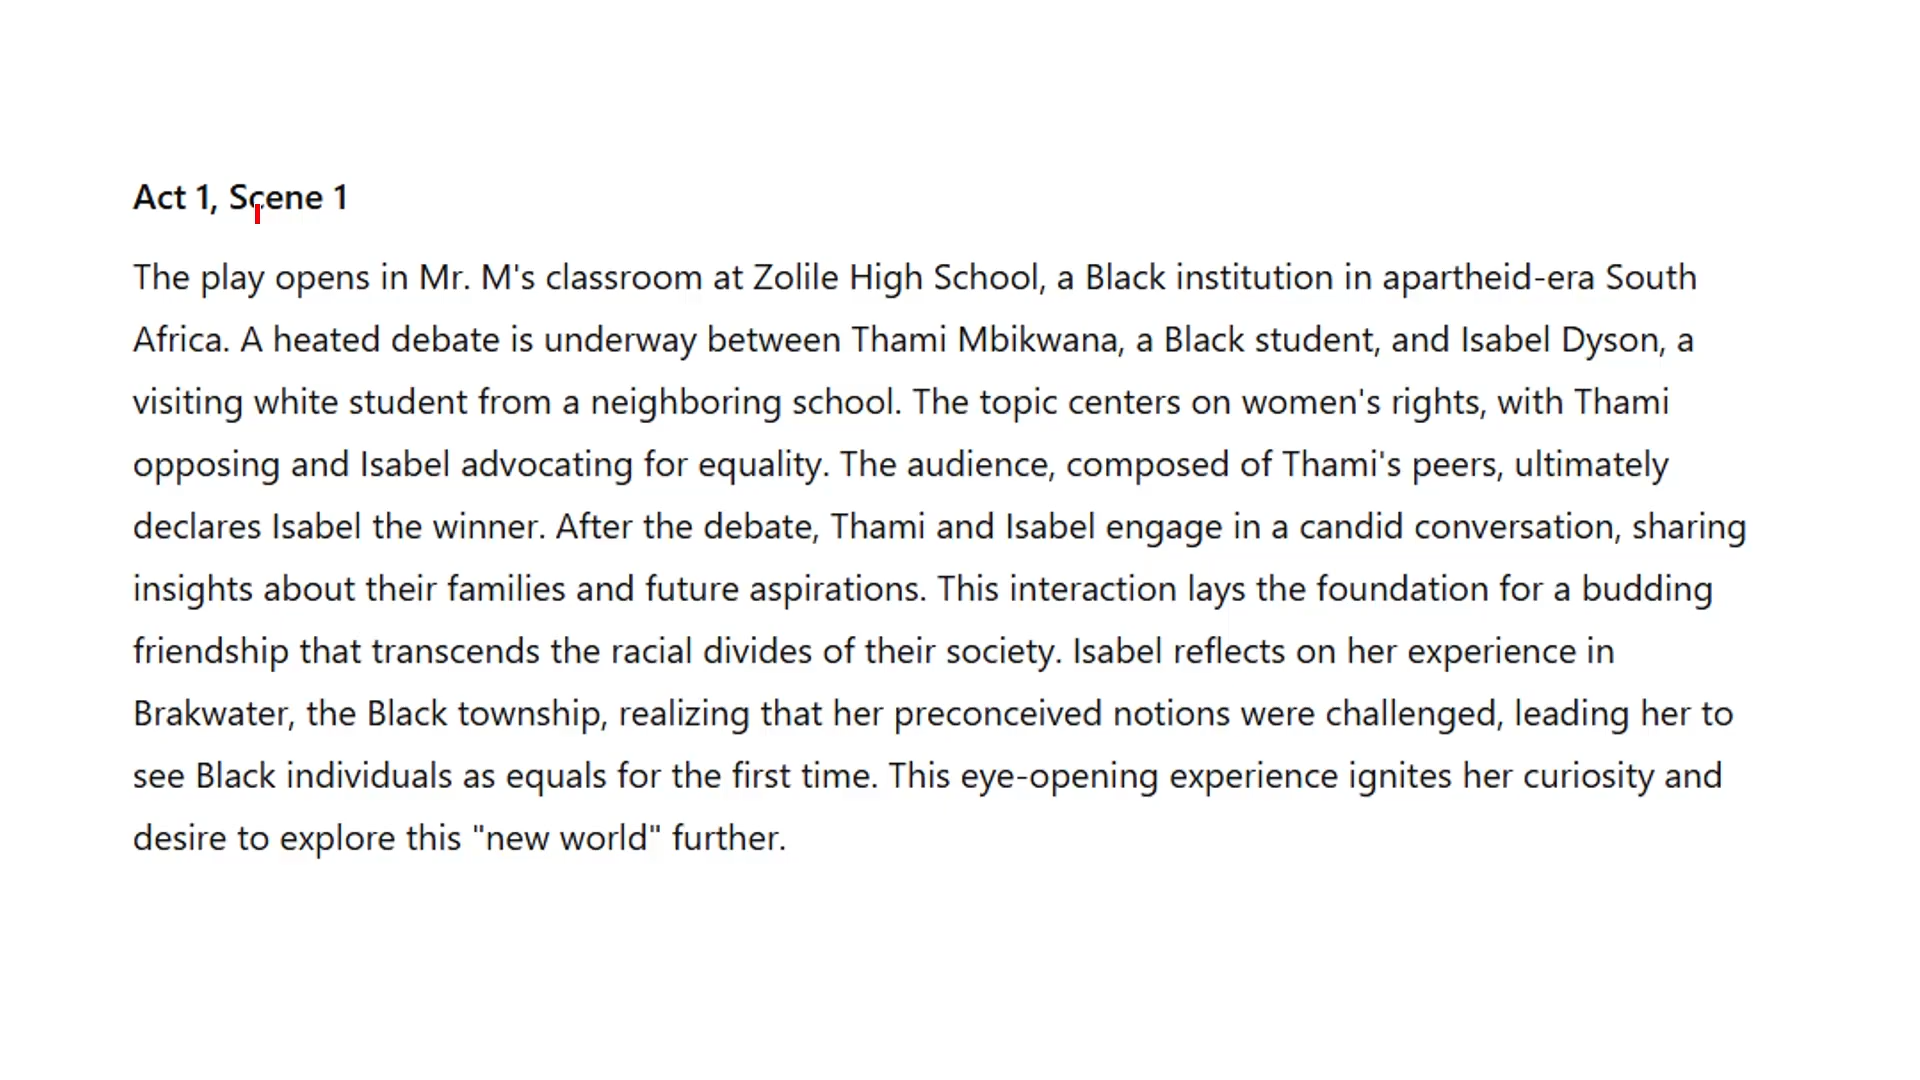 Act 1, Scene 1
The play opens in Mr. M's classroom at Zolile High School, a Black institution in apartheid-era South
Africa. A heated debate is underway between Thami Mbikwana, a Black student, and Isabel Dyson, a
visiting white student from a neighboring school. The topic centers on women's rights, with Thami
opposing and Isabel advocating for equality. The audience, composed of Thami's peers, ultimately
declares Isabel the winner. After the debate, Thami and Isabel engage in a candid conversation, sharing
insights about their families and future aspirations. This interaction lays the foundation for a budding
friendship that transcends the racial divides of their society. Isabel reflects on her experience in
Brakwater, the Black township, realizing that her preconceived notions were challenged, leading her to
see Black individuals as equals for the first time. This eye-opening experience ignites her curiosity and
desire to explore this "new world" further.